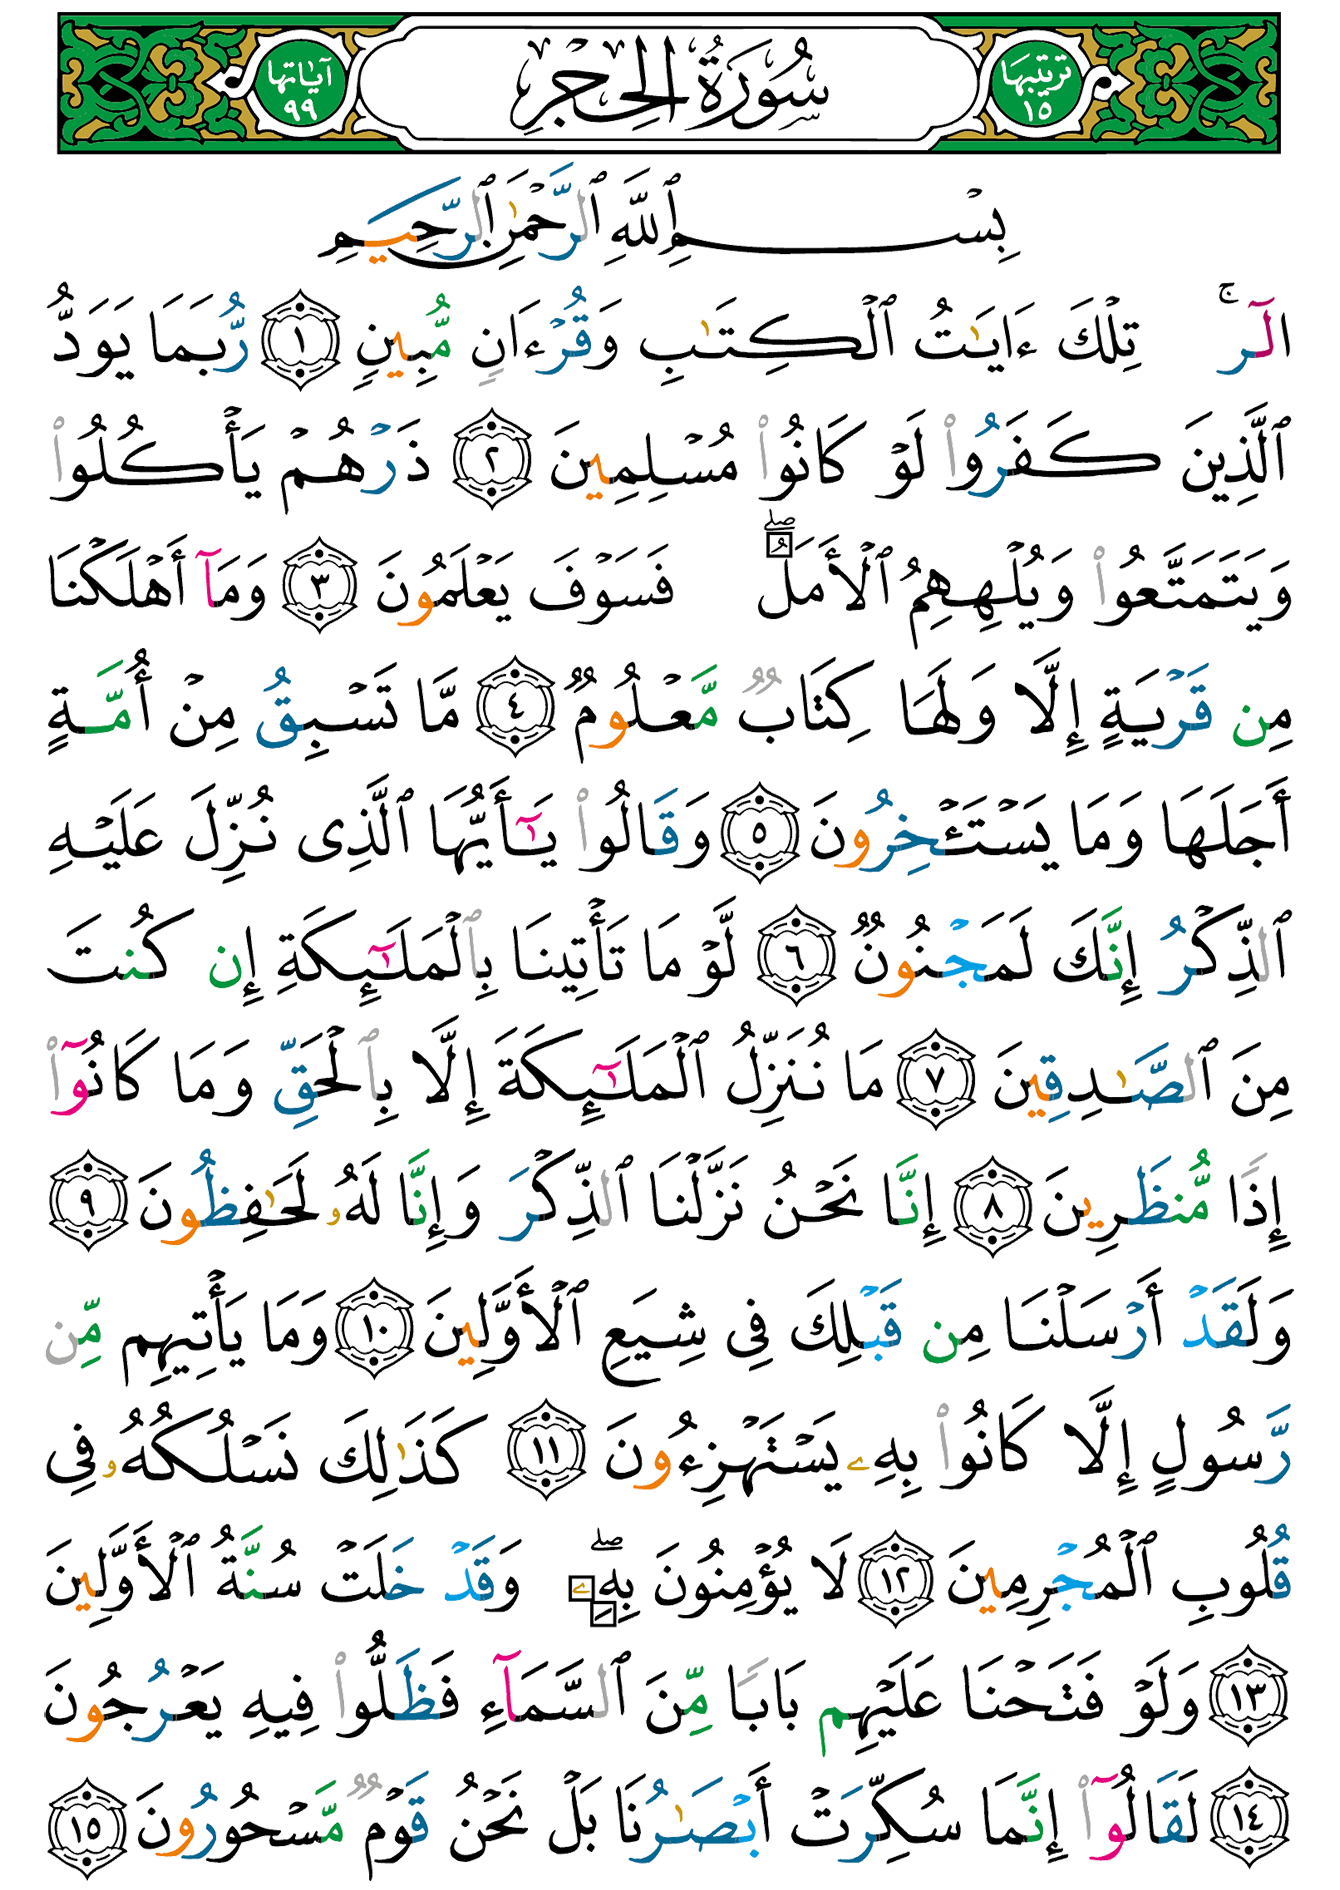 ترتيبها ١٥ سُورَةُ الحِجْرِ آياتها ٩٩
بِسْمِ ٱللَّهِ ٱلرَّحْمَٰنِ ٱلرَّحِيمِ
الٓرۚ تِلْكَ ءَايَٰتُ ٱلْكِتَٰبِ وَقُرْءَانٍ مُّبِينٍ ١ رُّبَمَا يَوَدُّ
ٱلَّذِينَ كَفَرُوا۟ لَوْ كَانُوا۟ مُسْلِمِينَ ٢ ذَرْهُمْ يَأْكُلُوا۟
وَيَتَمَتَّعُوا۟ وَيُلْهِهِمُ ٱلْأَمَلُۖ فَسَوْفَ يَعْلَمُونَ ٣ وَمَآ أَهْلَكْنَا
مِن قَرْيَةٍ إِلَّا وَلَهَا كِتَابٌ مَّعْلُومٌ ٤ مَّا تَسْبِقُ مِنْ أُمَّةٍ
أَجَلَهَا وَمَا يَسْتَـْٔخِرُونَ ٥ وَقَالُوا۟ يَٰٓأَيُّهَا ٱلَّذِى نُزِّلَ عَلَيْهِ
ٱلذِّكْرُ إِنَّكَ لَمَجْنُونٌ ٦ لَّوْ مَا تَأْتِينَا بِٱلْمَلَٰٓئِكَةِ إِن كُنتَ
مِنَ ٱلصَّٰدِقِينَ ٧ مَا نُنَزِّلُ ٱلْمَلَٰٓئِكَةَ إِلَّا بِٱلْحَقِّ وَمَا كَانُوٓا۟
إِذًا مُّنظَرِينَ ٨ إِنَّا نَحْنُ نَزَّلْنَا ٱلذِّكْرَ وَإِنَّا لَهُۥ لَحَٰفِظُونَ ٩
وَلَقَدْ أَرْسَلْنَا مِن قَبْلِكَ فِى شِيَعِ ٱلْأَوَّلِينَ ١٠ وَمَا يَأْتِيهِم مِّن
رَّسُولٍ إِلَّا كَانُوا۟ بِهِۦ يَسْتَهْزِءُونَ ١١ كَذَٰلِكَ نَسْلُكُهُۥ فِى
قُلُوبِ ٱلْمُجْرِمِينَ ١٢ لَا يُؤْمِنُونَ بِهِۦۖ وَقَدْ خَلَتْ سُنَّةُ ٱلْأَوَّلِينَ
١٣ وَلَوْ فَتَحْنَا عَلَيْهِم بَابًا مِّنَ ٱلسَّمَآءِ فَظَلُّوا۟ فِيهِ يَعْرُجُونَ
١٤ لَقَالُوٓا۟ إِنَّمَا سُكِّرَتْ أَبْصَٰرُنَا بَلْ نَحْنُ قَوْمٌ مَّسْحُورُونَ ١٥